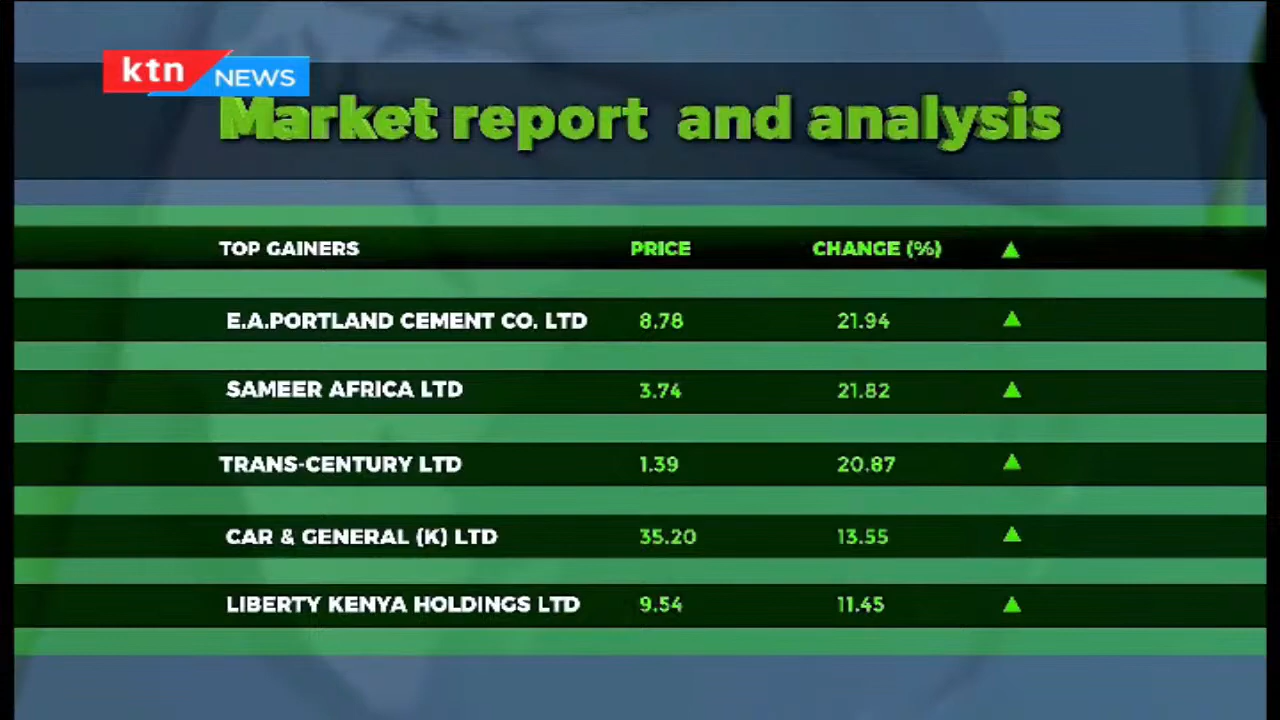 ktn NEWS
Market report and analysis
TOP GAINERS PRICE CHANGE (%) ▲
E.A.PORTLAND CEMENT CO. LTD 8.78 21.94 ▲
SAMEER AFRICA LTD 3.74 21.82 ▲
TRANS-CENTURY LTD 1.39 20.87 ▲
CAR & GENERAL (K) LTD 35.20 13.55 ▲
LIBERTY KENYA HOLDINGS LTD 9.54 11.45 ▲